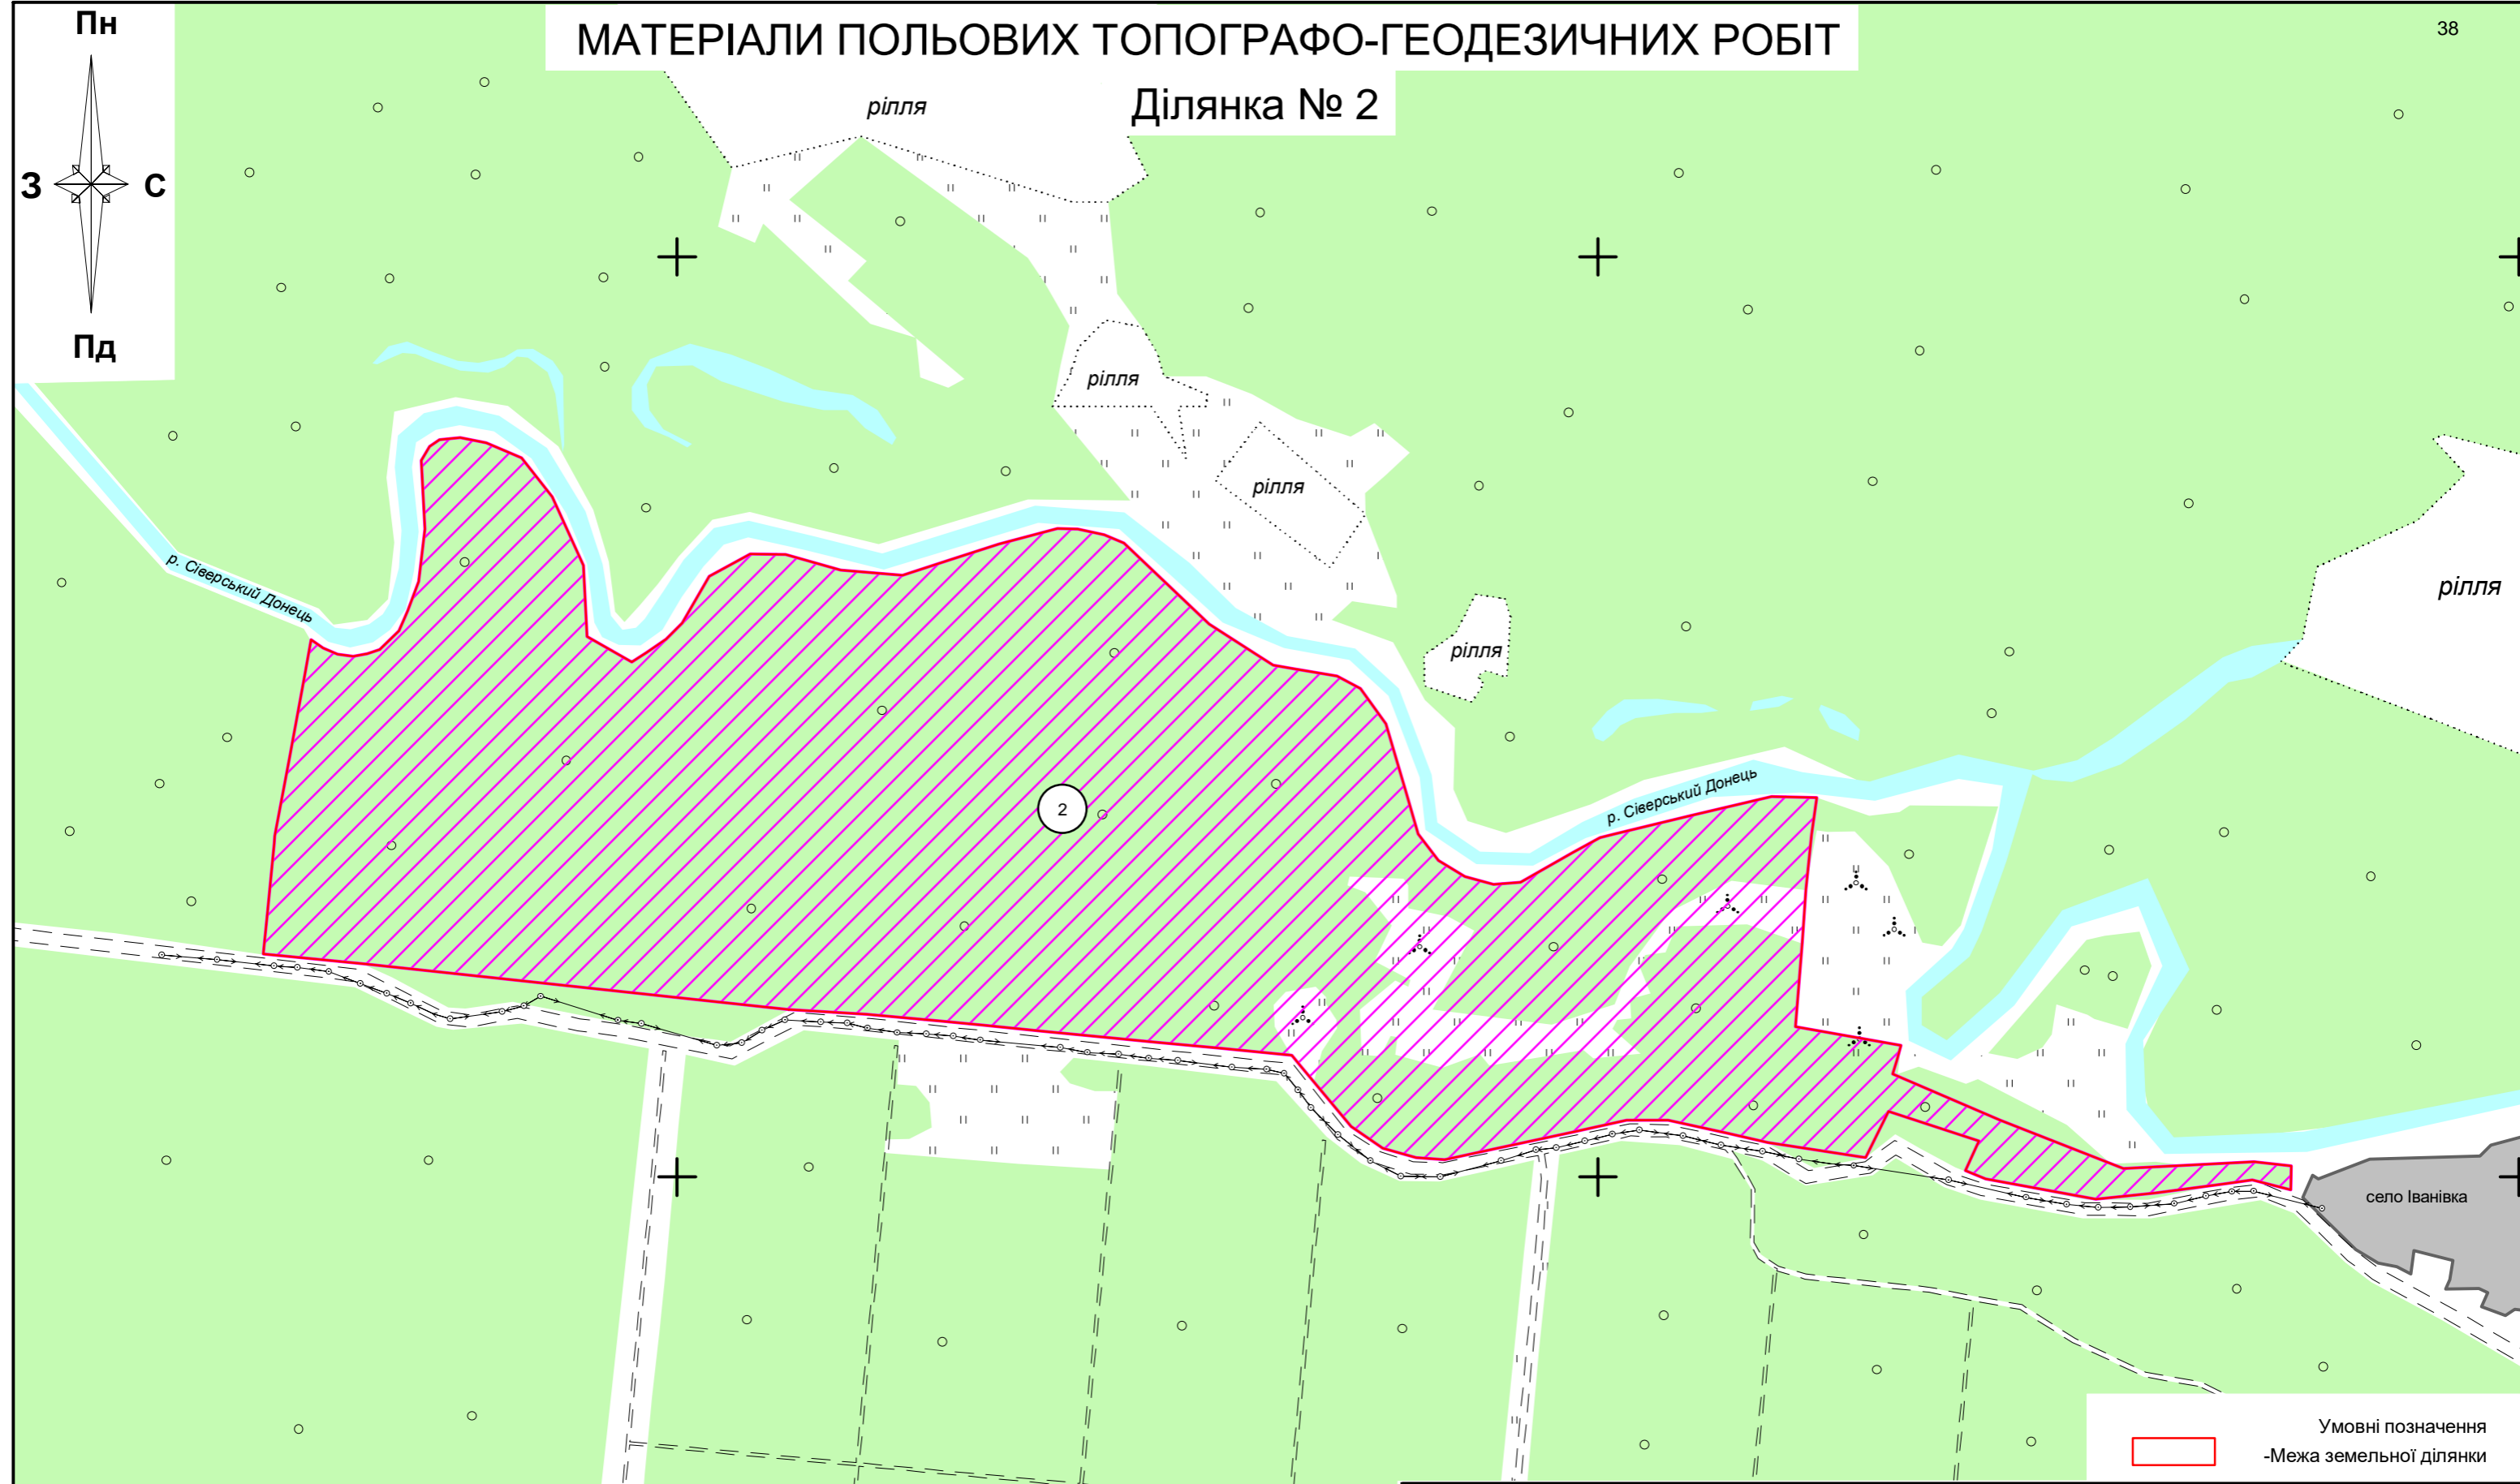 Пн
МАТЕРІАЛИ ПОЛЬОВИХ ТОПОГРАФО-ГЕОДЕЗИЧНИХ РОБІТ
38
рілля
Ділянка № 2
З
С
Пд
рілля
рілля
р. Сіверський Донець
рілля
рілля
р. Сіверський Донець
2
село Іванівка
Умовні позначення
-Межа земельної ділянки